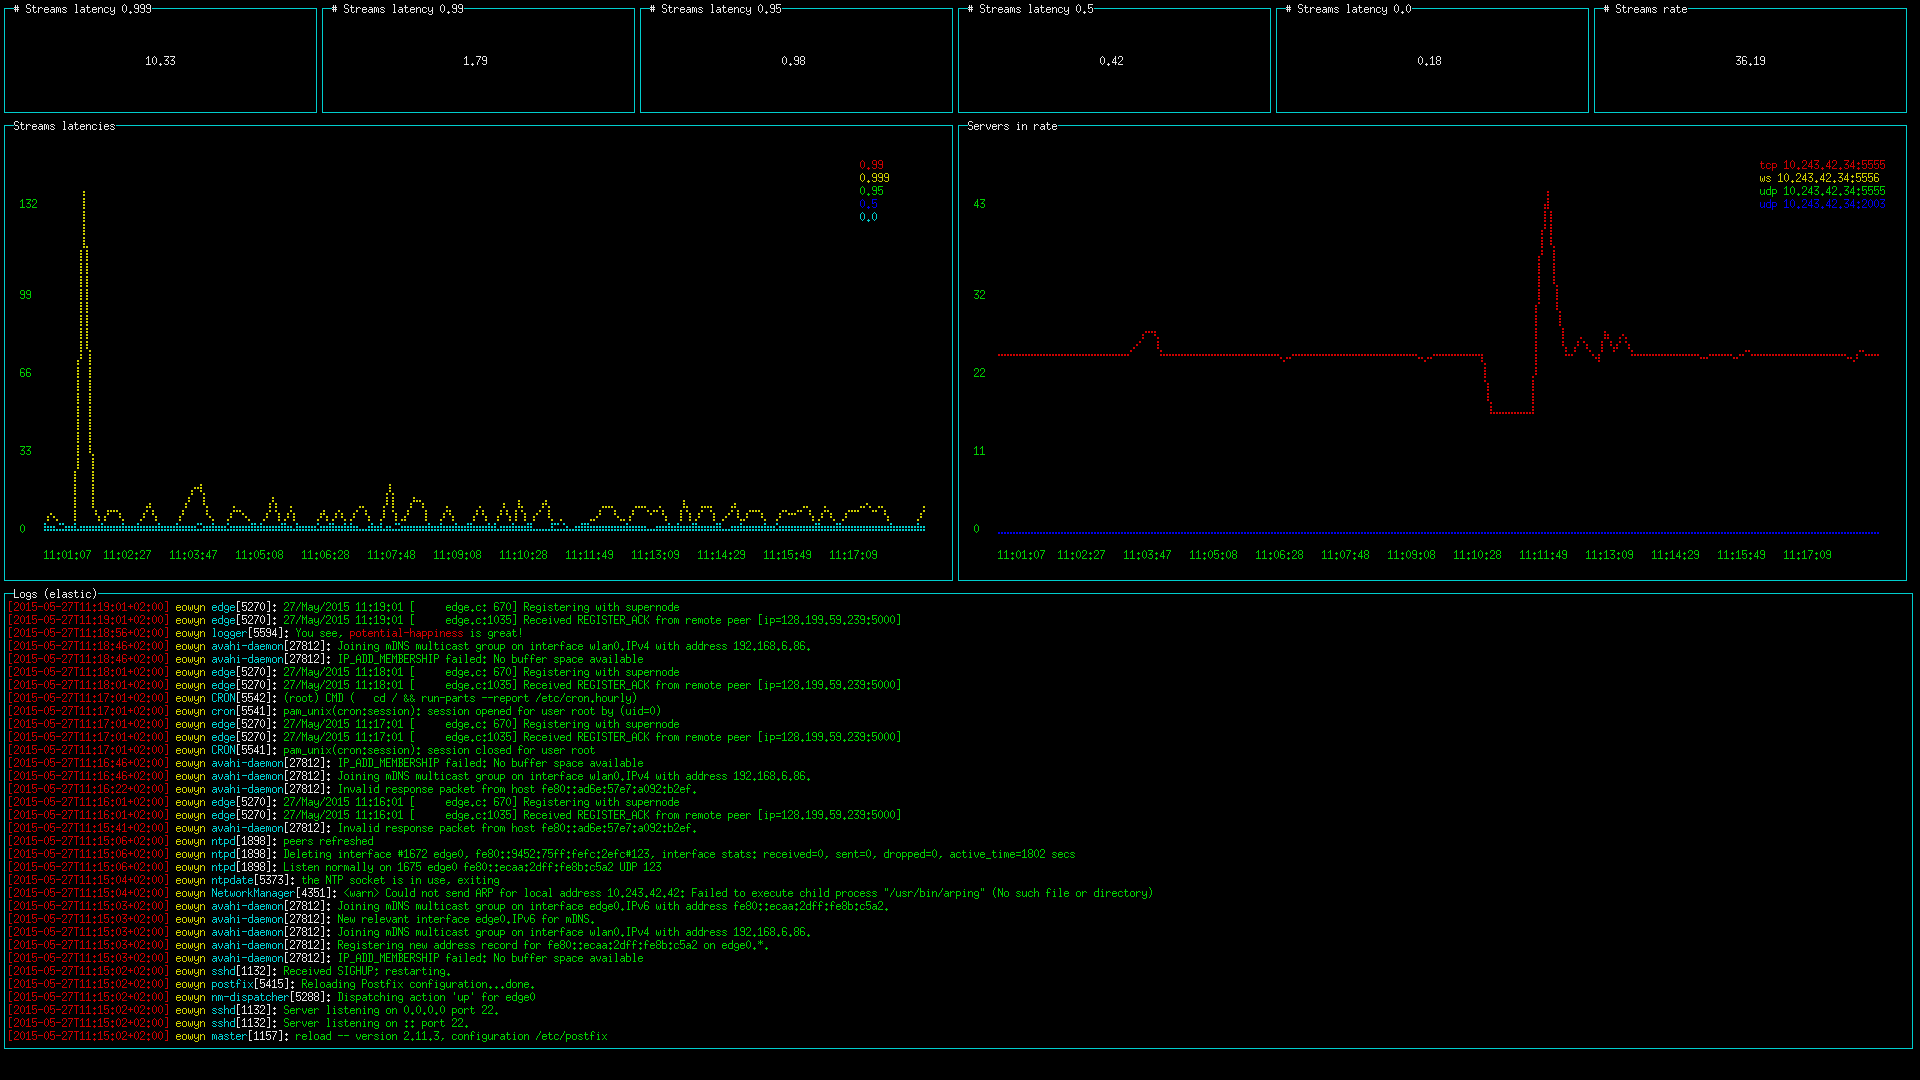 # Streams latency 0.999
# Streams latency 0.99
# Streams latency 0.95
# Streams latency 0.5
# Streams latency 0.0
# Streams rate
10.33
1.79
0.98
0.42
0.18
36.19
Streams latencies
0.99
0.999
0.95
0.5
0.0
132
99
66
33
0
11:01:07 11:02:27 11:03:47 11:05:08 11:06:28 11:07:48 11:09:08 11:10:28 11:11:49 11:13:09 11:14:29 11:15:49 11:17:09
Servers in rate
tcp 10.243.42.34:5555
ws 10.243.42.34:5556
udp 10.243.42.34:5555
udp 10.243.42.34:2003
43
32
22
11
0
11:01:07 11:02:27 11:03:47 11:05:08 11:06:28 11:07:48 11:09:08 11:10:28 11:11:49 11:13:09 11:14:29 11:15:49 11:17:09
Logs (elastic)
[2015-05-27T11:19:01+02:00] eowyn edge[5270]: 27/May/2015 11:19:01 [     edge.c: 670] Registering with supernode
[2015-05-27T11:19:01+02:00] eowyn edge[5270]: 27/May/2015 11:19:01 [     edge.c:1035] Received REGISTER_ACK from remote peer [ip=128.199.59.239:5000]
[2015-05-27T11:18:56+02:00] eowyn logger[5594]: You see, potential-happiness is great!
[2015-05-27T11:18:46+02:00] eowyn avahi-daemon[27812]: Joining mDNS multicast group on interface wlan0.IPv4 with address 192.168.6.86.
[2015-05-27T11:18:46+02:00] eowyn avahi-daemon[27812]: IP_ADD_MEMBERSHIP failed: No buffer space available
[2015-05-27T11:18:01+02:00] eowyn edge[5270]: 27/May/2015 11:18:01 [     edge.c: 670] Registering with supernode
[2015-05-27T11:18:01+02:00] eowyn edge[5270]: 27/May/2015 11:18:01 [     edge.c:1035] Received REGISTER_ACK from remote peer [ip=128.199.59.239:5000]
[2015-05-27T11:17:01+02:00] eowyn CRON[5542]: (root) CMD (   cd / && run-parts --report /etc/cron.hourly)
[2015-05-27T11:17:01+02:00] eowyn cron[5541]: pam_unix(cron:session): session opened for user root by (uid=0)
[2015-05-27T11:17:01+02:00] eowyn edge[5270]: 27/May/2015 11:17:01 [     edge.c: 670] Registering with supernode
[2015-05-27T11:17:01+02:00] eowyn edge[5270]: 27/May/2015 11:17:01 [     edge.c:1035] Received REGISTER_ACK from remote peer [ip=128.199.59.239:5000]
[2015-05-27T11:17:01+02:00] eowyn CRON[5541]: pam_unix(cron:session): session closed for user root
[2015-05-27T11:16:46+02:00] eowyn avahi-daemon[27812]: IP_ADD_MEMBERSHIP failed: No buffer space available
[2015-05-27T11:16:46+02:00] eowyn avahi-daemon[27812]: Joining mDNS multicast group on interface wlan0.IPv4 with address 192.168.6.86.
[2015-05-27T11:16:22+02:00] eowyn avahi-daemon[27812]: Invalid response packet from host fe80::ad6e:57e7:a092:b2ef.
[2015-05-27T11:16:01+02:00] eowyn edge[5270]: 27/May/2015 11:16:01 [     edge.c: 670] Registering with supernode
[2015-05-27T11:16:01+02:00] eowyn edge[5270]: 27/May/2015 11:16:01 [     edge.c:1035] Received REGISTER_ACK from remote peer [ip=128.199.59.239:5000]
[2015-05-27T11:15:41+02:00] eowyn avahi-daemon[27812]: Invalid response packet from host fe80::ad6e:57e7:a092:b2ef.
[2015-05-27T11:15:06+02:00] eowyn ntpd[1898]: peers refreshed
[2015-05-27T11:15:06+02:00] eowyn ntpd[1898]: Deleting interface #1672 edge0, fe80::9452:75ff:fefc:2efc#123, interface stats: received=0, sent=0, dropped=0, active_time=1802 secs
[2015-05-27T11:15:06+02:00] eowyn ntpd[1898]: Listen normally on 1675 edge0 fe80::ecaa:2dff:fe8b:c5a2 UDP 123
[2015-05-27T11:15:04+02:00] eowyn ntpdate[5373]: the NTP socket is in use, exiting
[2015-05-27T11:15:04+02:00] eowyn NetworkManager[4351]: <warn> Could not send ARP for local address 10.243.42.42: Failed to execute child process "/usr/bin/arping" (No such file or directory)
[2015-05-27T11:15:03+02:00] eowyn avahi-daemon[27812]: Joining mDNS multicast group on interface edge0.IPv6 with address fe80::ecaa:2dff:fe8b:c5a2.
[2015-05-27T11:15:03+02:00] eowyn avahi-daemon[27812]: New relevant interface edge0.IPv6 for mDNS.
[2015-05-27T11:15:03+02:00] eowyn avahi-daemon[27812]: Joining mDNS multicast group on interface wlan0.IPv4 with address 192.168.6.86.
[2015-05-27T11:15:03+02:00] eowyn avahi-daemon[27812]: Registering new address record for fe80::ecaa:2dff:fe8b:c5a2 on edge0.*.
[2015-05-27T11:15:03+02:00] eowyn avahi-daemon[27812]: IP_ADD_MEMBERSHIP failed: No buffer space available
[2015-05-27T11:15:02+02:00] eowyn sshd[1132]: Received SIGHUP; restarting.
[2015-05-27T11:15:02+02:00] eowyn postfix[5415]: Reloading Postfix configuration...done.
[2015-05-27T11:15:02+02:00] eowyn nm-dispatcher[5288]: Dispatching action 'up' for edge0
[2015-05-27T11:15:02+02:00] eowyn sshd[1132]: Server listening on 0.0.0.0 port 22.
[2015-05-27T11:15:02+02:00] eowyn sshd[1132]: Server listening on :: port 22.
[2015-05-27T11:15:02+02:00] eowyn master[1157]: reload -- version 2.11.3, configuration /etc/postfix